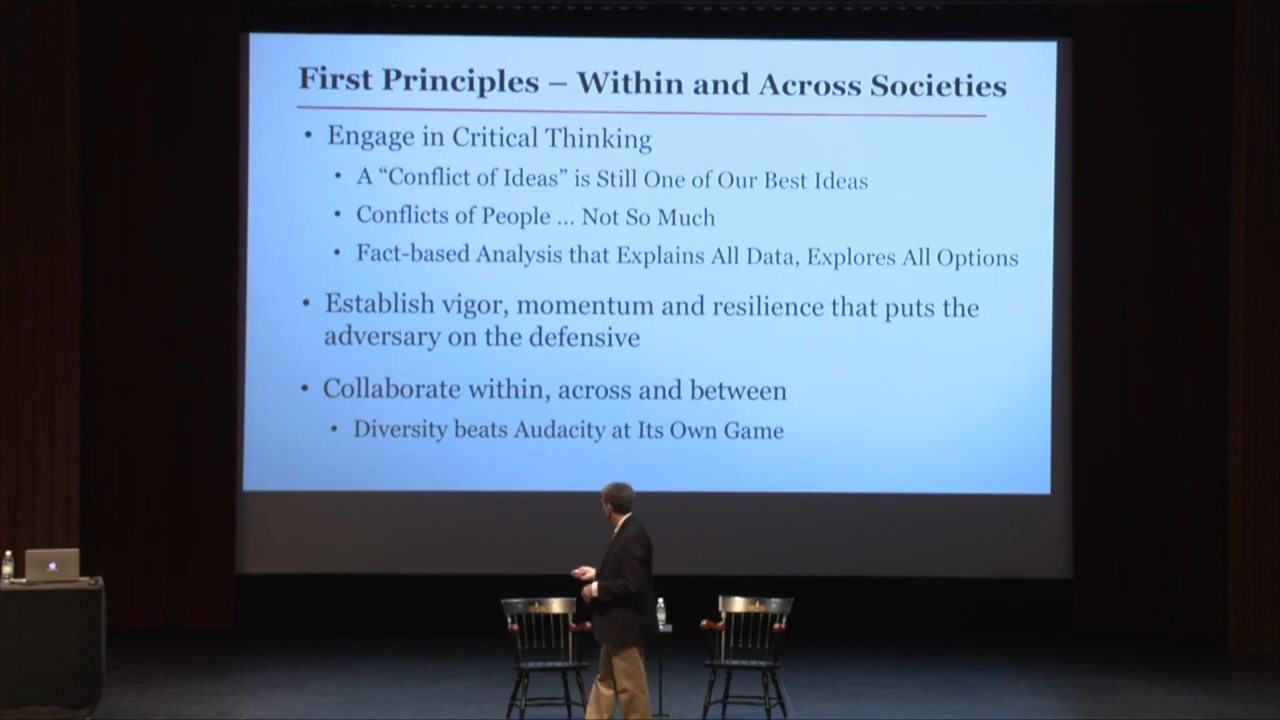 First Principles – Within and Across Societies
• Engage in Critical Thinking
• A “Conflict of Ideas” is Still One of Our Best Ideas
• Conflicts of People ... Not So Much
• Fact-based Analysis that Explains All Data, Explores All Options
• Establish vigor, momentum and resilience that puts the
adversary on the defensive
• Collaborate within, across and between
• Diversity beats Audacity at Its Own Game